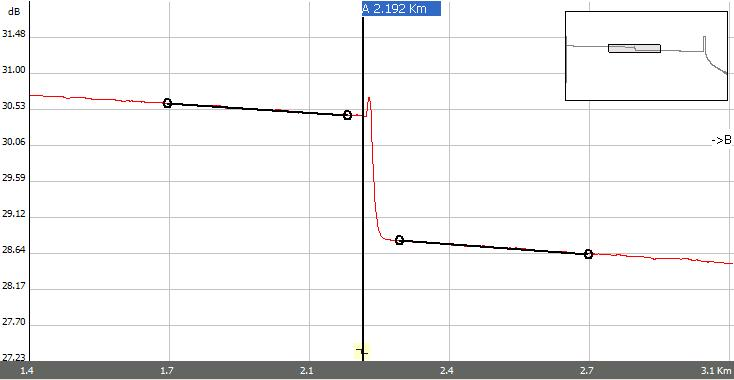 dB
A 2.192 Km
31.48
31.00
30.53
30.06
->B
29.59
29.12
28.64
28.17
27.70
27.23
1.4 1.7 2.1 2.4 2.7 3.1 Km